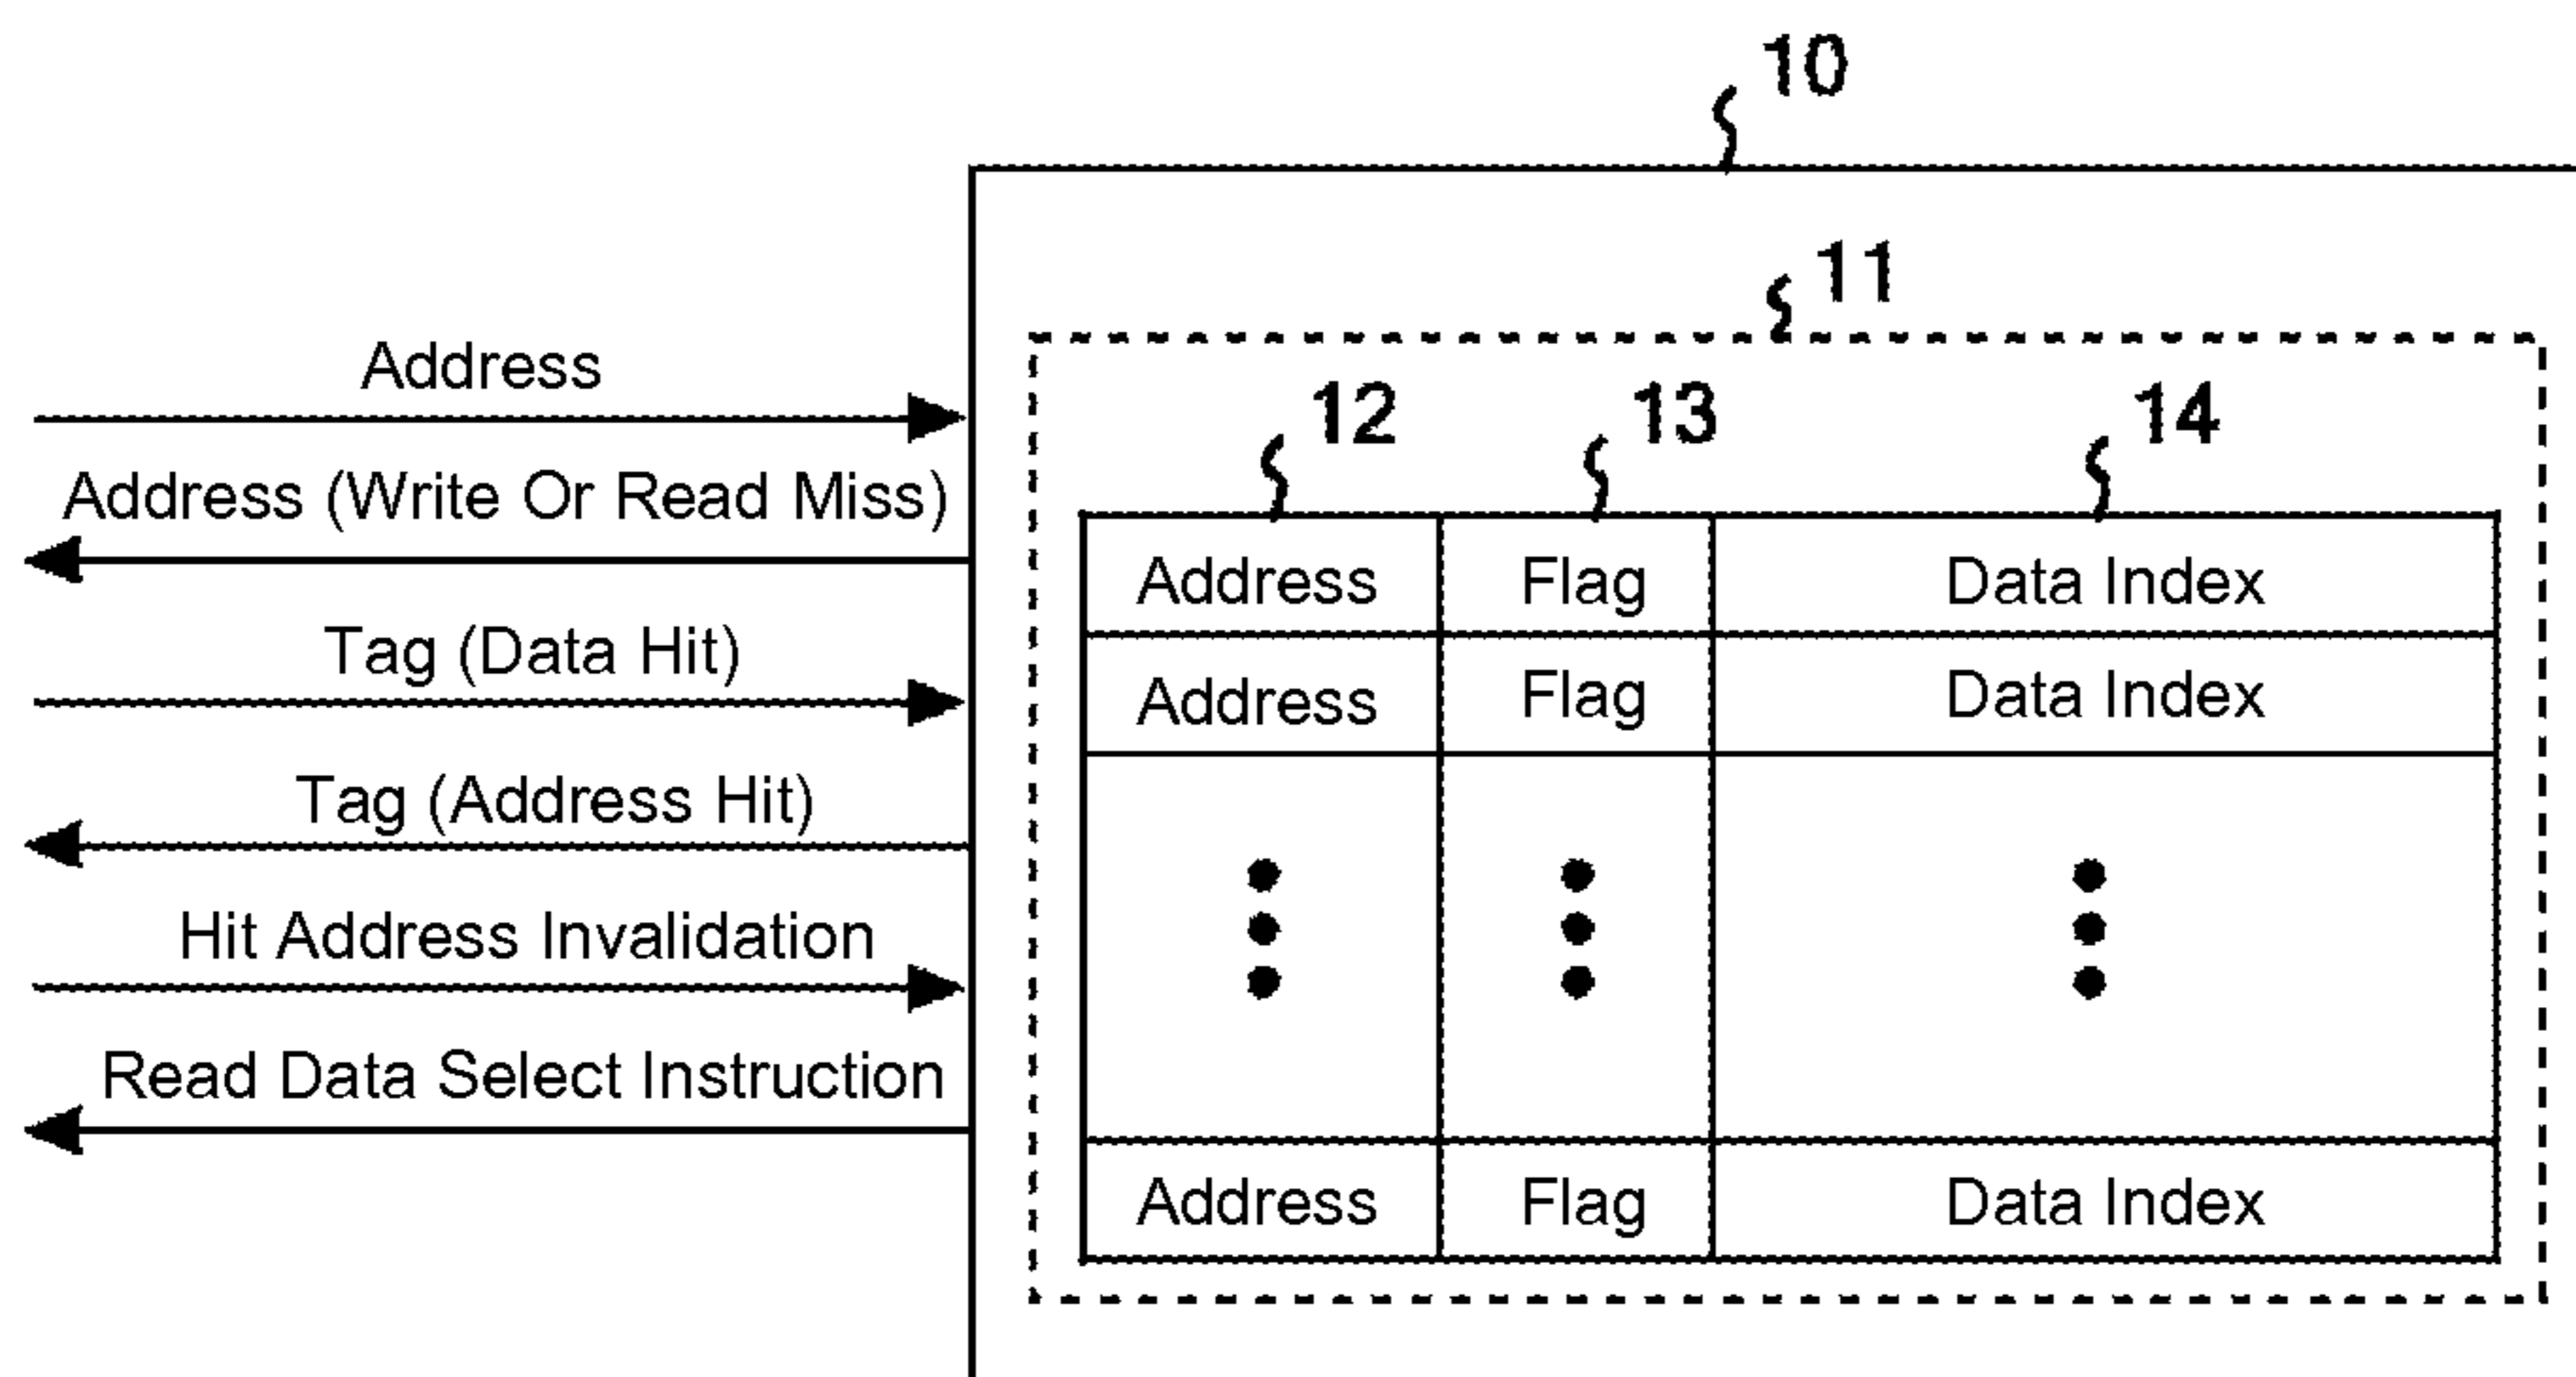 10
11
Address
12 13 14
Address (Write Or Read Miss)
Address Flag Data Index
Tag (Data Hit)
Address Flag Data Index
Tag (Address Hit)
Hit Address Invalidation
Read Data Select Instruction
Address Flag Data Index